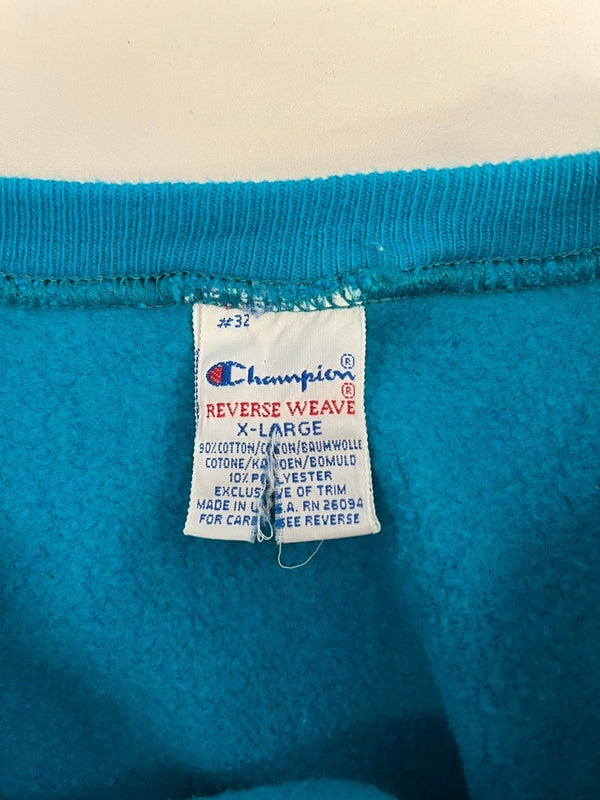 #32
Champion®
®
REVERSE WEAVE
X-LARGE
90% COTTON/COTTON/BAUMWOLLE
COTONE/KATOEN/BOMULD
10% POLYESTER
EXCLUSIVE OF TRIM
MADE IN U.S.A. RN 26094
FOR CARE SEE REVERSE